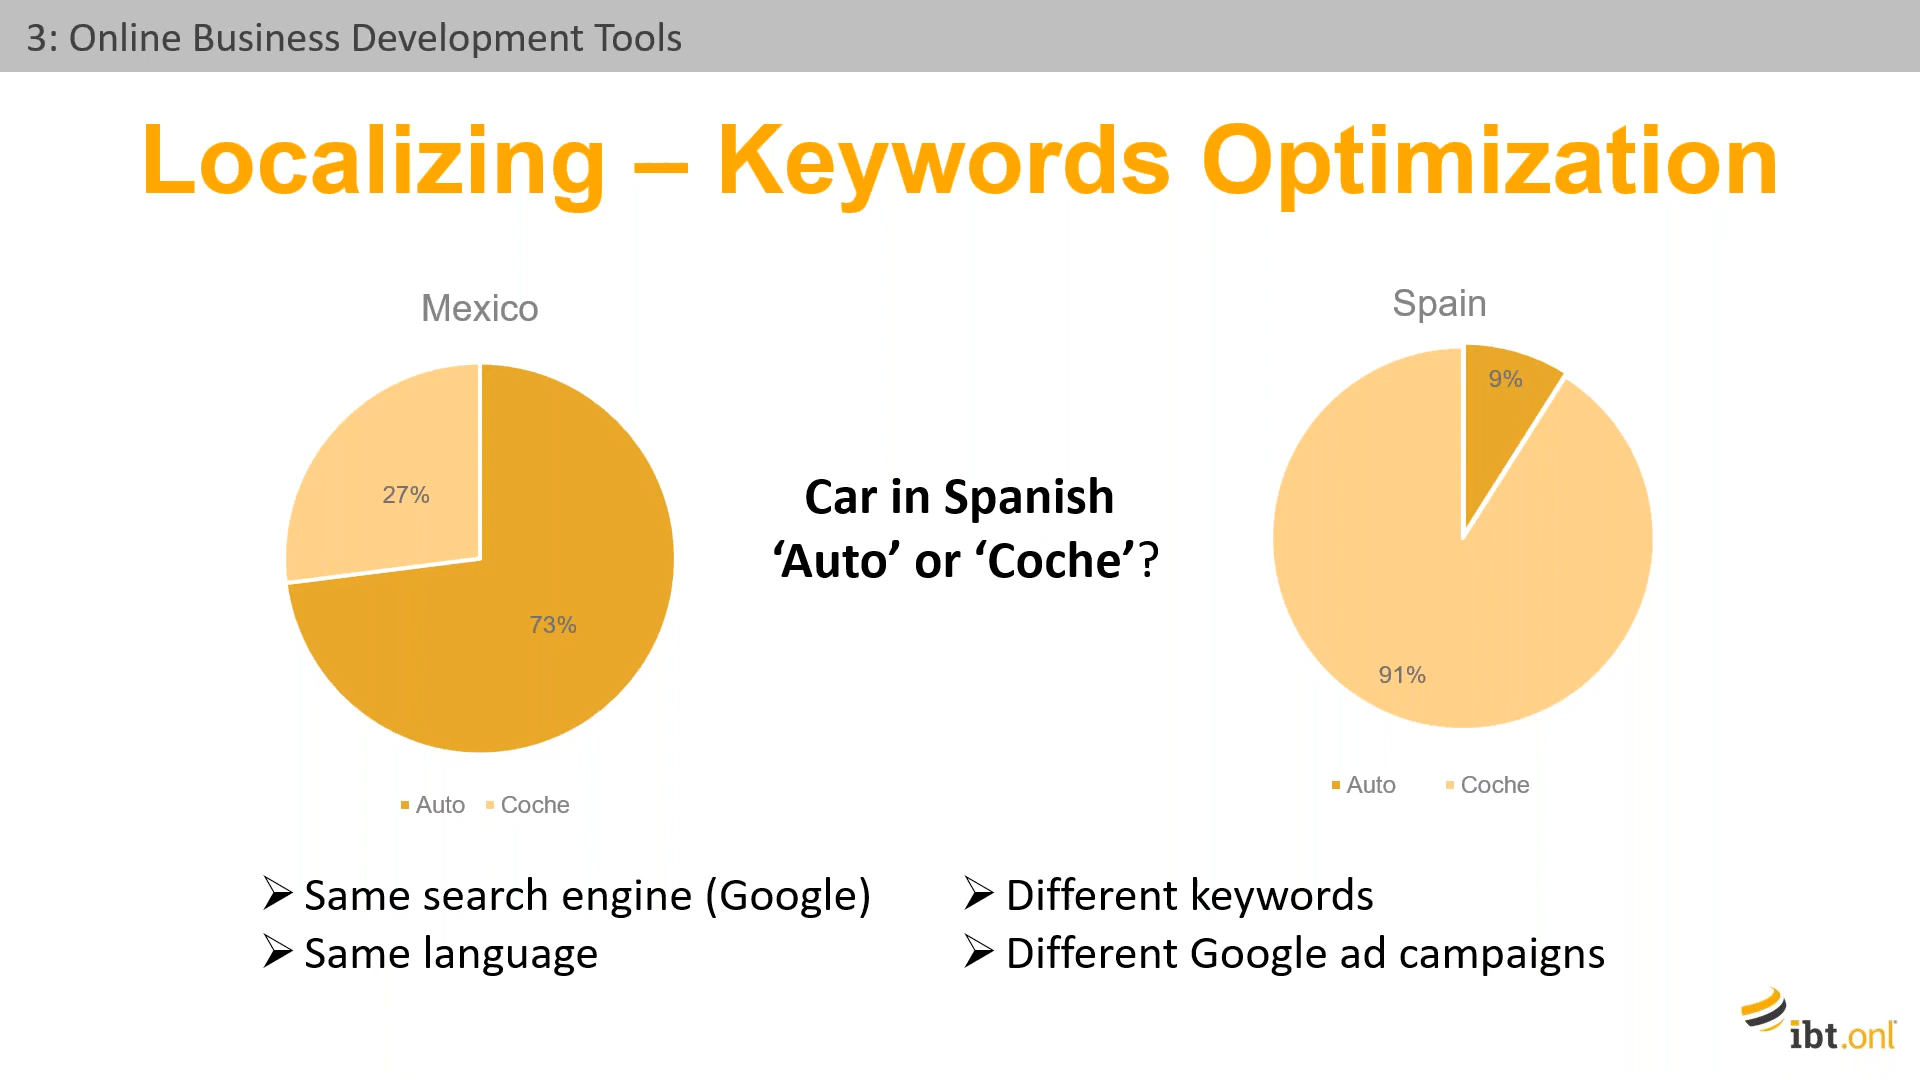 3: Online Business Development Tools
Localizing – Keywords Optimization
Mexico
27%
73%
Auto Coche
Car in Spanish
‘Auto’ or ‘Coche’?
Spain
9%
91%
Auto Coche
➢ Same search engine (Google)
➢ Same language
➢ Different keywords
➢ Different Google ad campaigns
ibt.onl